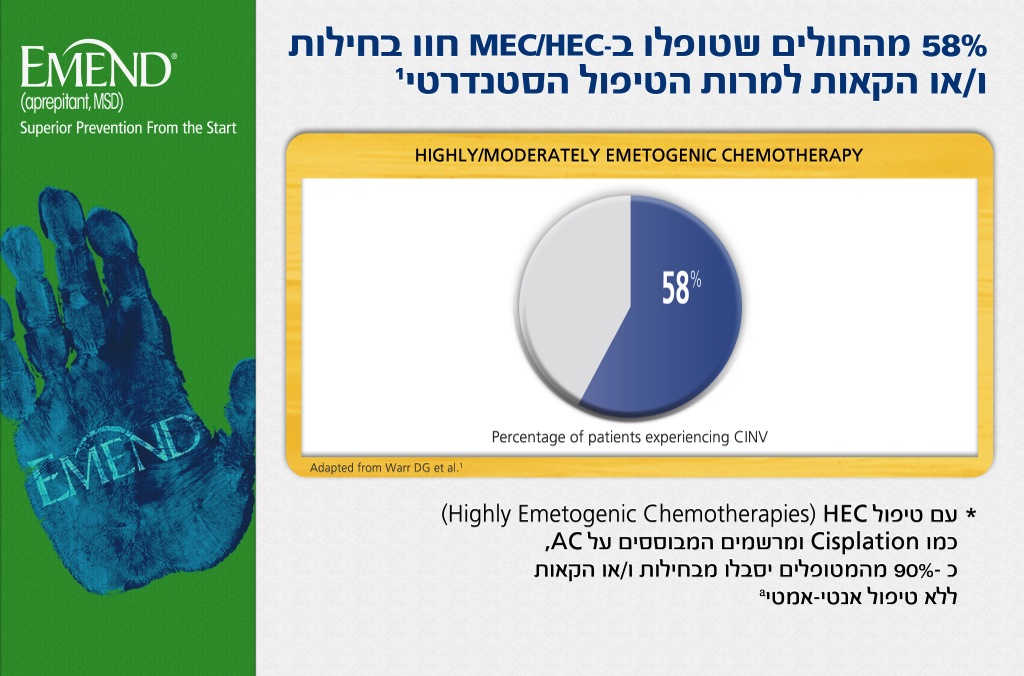 EMEND®
(aprepitant, MSD)
Superior Prevention From the Start
EMEND
58% מהחולים שטופלו ב-MEC/HEC חוו בחילות
ו/או הקאות למרות הטיפול הסטנדרטי¹
HIGHLY/MODERATELY EMETOGENIC CHEMOTHERAPY
58%
Percentage of patients experiencing CINV
Adapted from Warr DG et al.¹
* עם טיפול HEC (Highly Emetogenic Chemotherapies)
כמו Cisplation ומרשמים המבוססים על AC,
כ -90% מהמטופלים יסבלו מבחילות ו/או הקאות
ללא טיפול אנטי-אמטיª